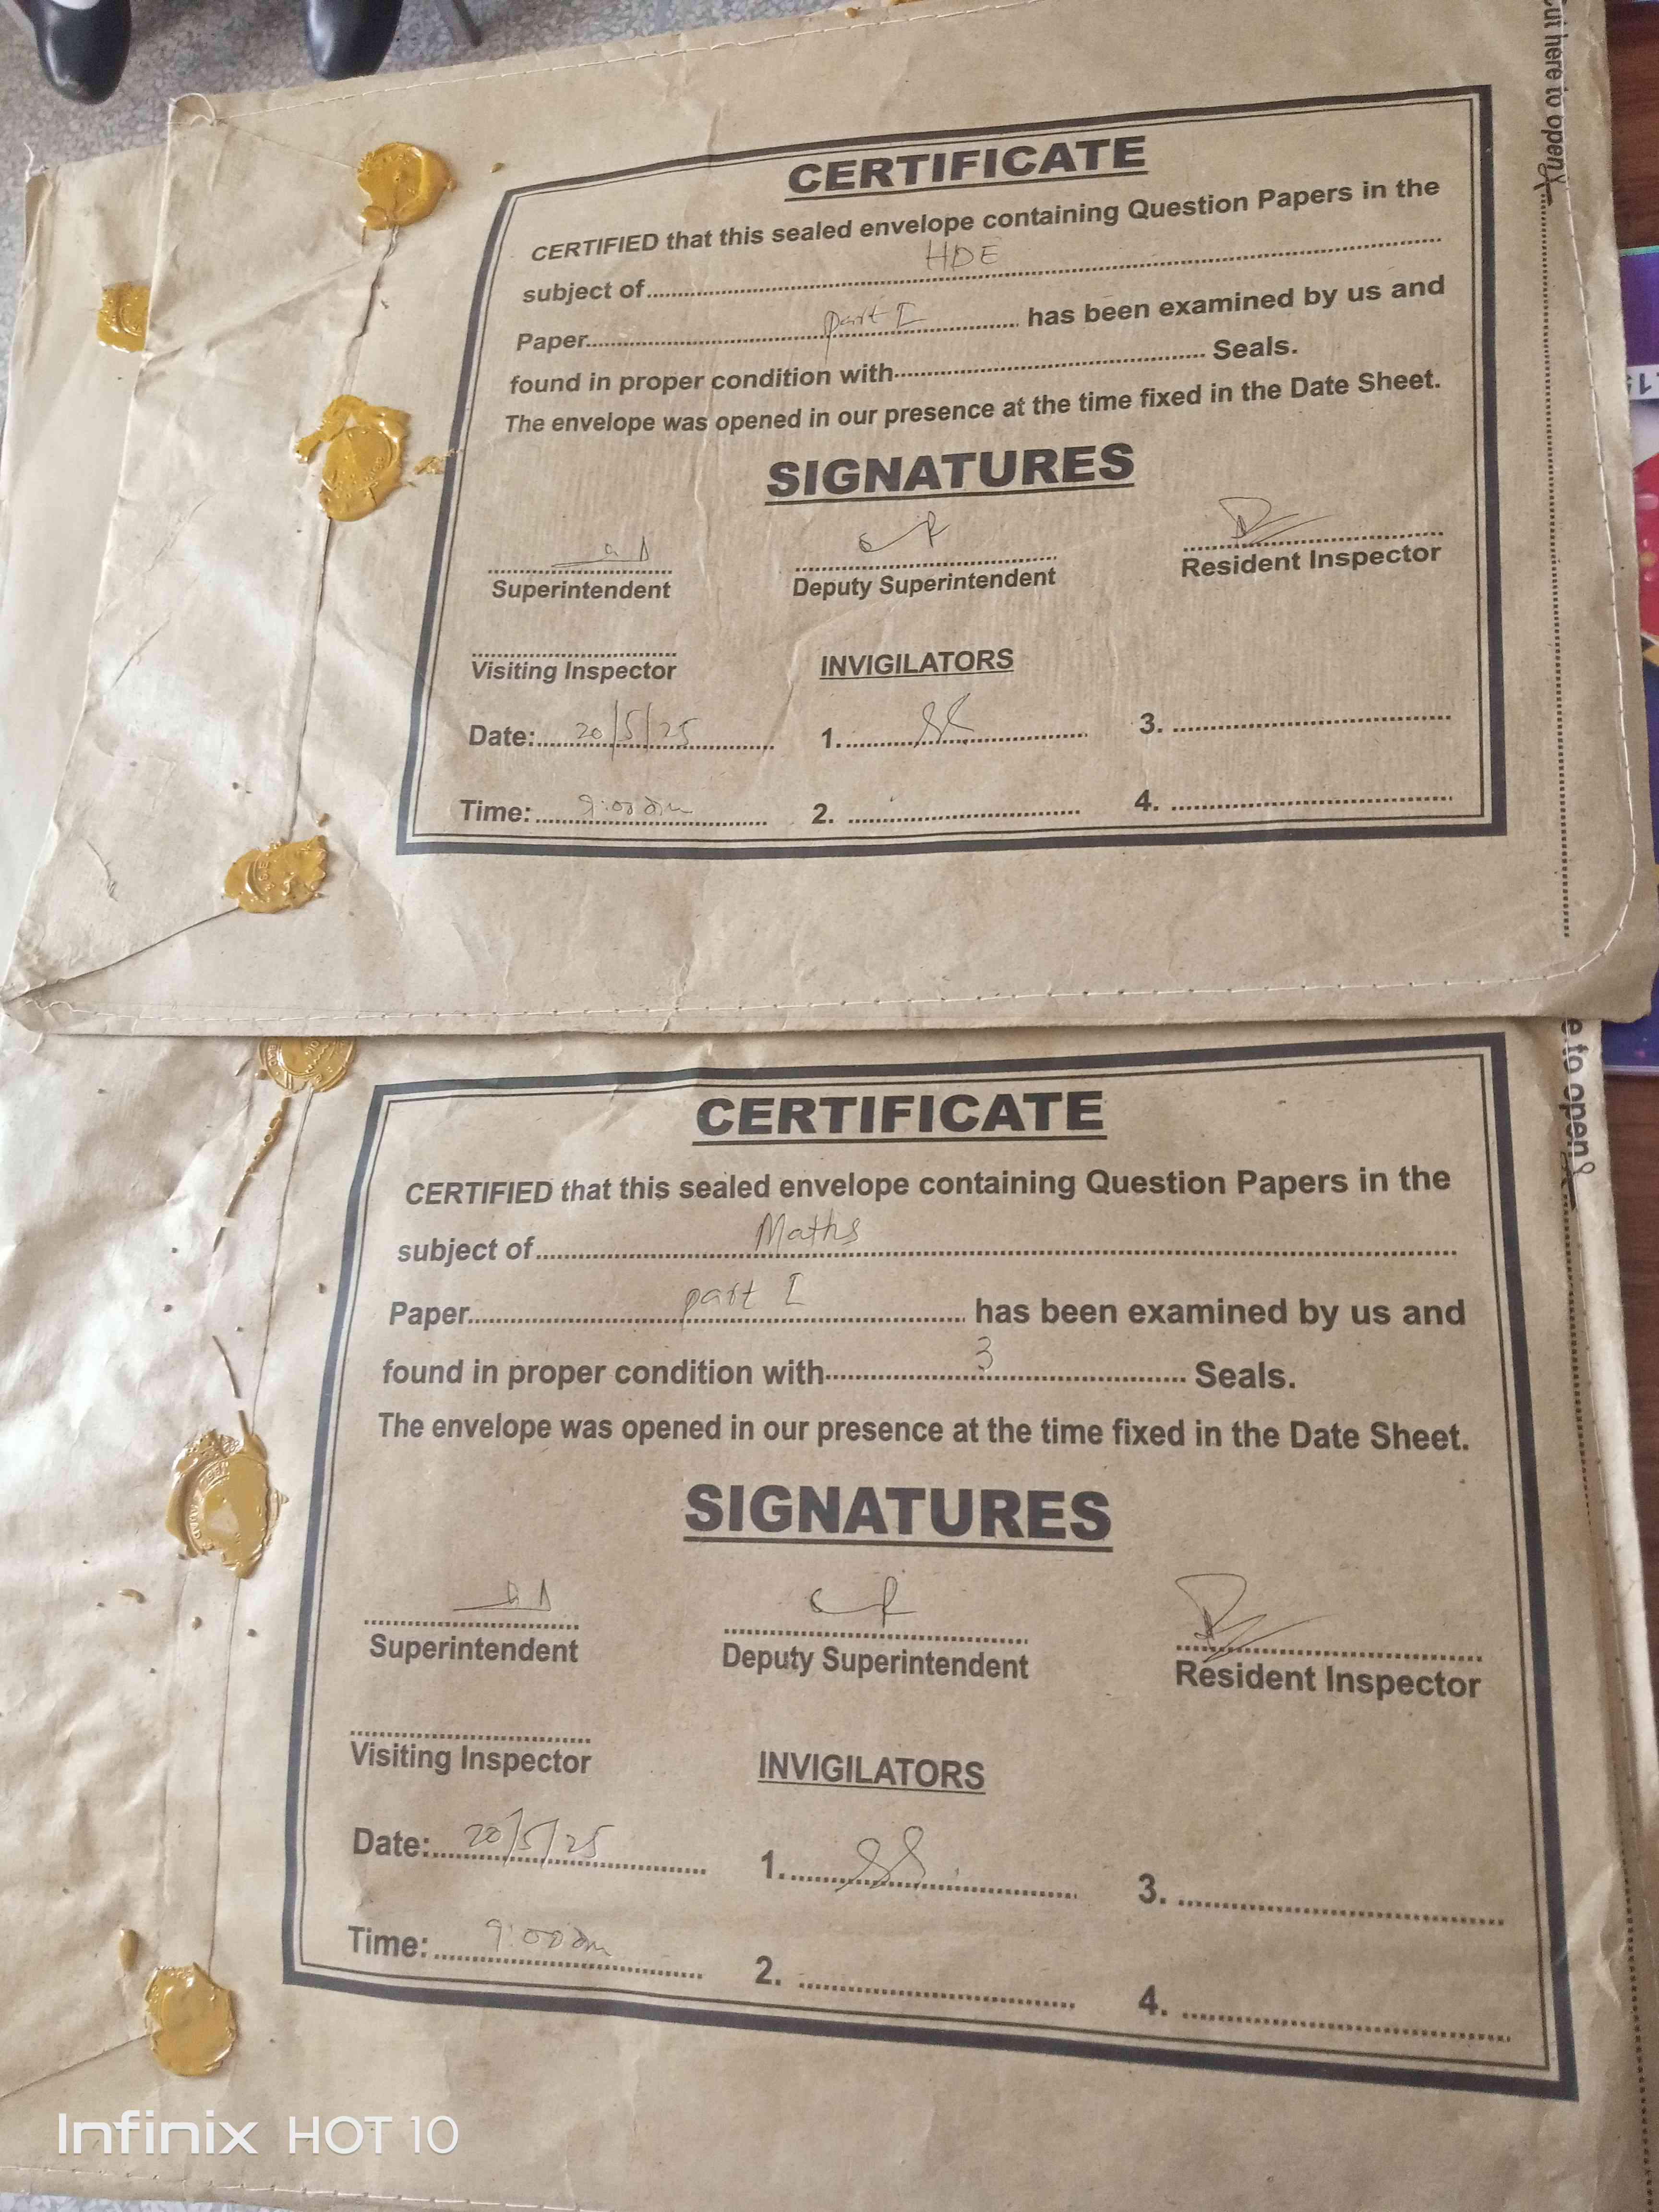 Cut here to open
CERTIFICATE
CERTIFIED that this sealed envelope containing Question Papers in the
subject of HDE
Paper part I has been examined by us and
found in proper condition with Seals.
The envelope was opened in our presence at the time fixed in the Date Sheet.
SIGNATURES
Superintendent Deputy Superintendent Resident Inspector
Visiting Inspector INVIGILATORS
Date: 20/5/25 1. 3.
Time: 9:00 am 2. 4.
e to open
CERTIFICATE
CERTIFIED that this sealed envelope containing Question Papers in the
subject of Maths
Paper part I has been examined by us and
found in proper condition with 3 Seals.
The envelope was opened in our presence at the time fixed in the Date Sheet.
SIGNATURES
Superintendent Deputy Superintendent Resident Inspector
Visiting Inspector INVIGILATORS
Date: 20/5/25 1. 3.
Time: 9:00 am 2. 4.
Infinix HOT 10